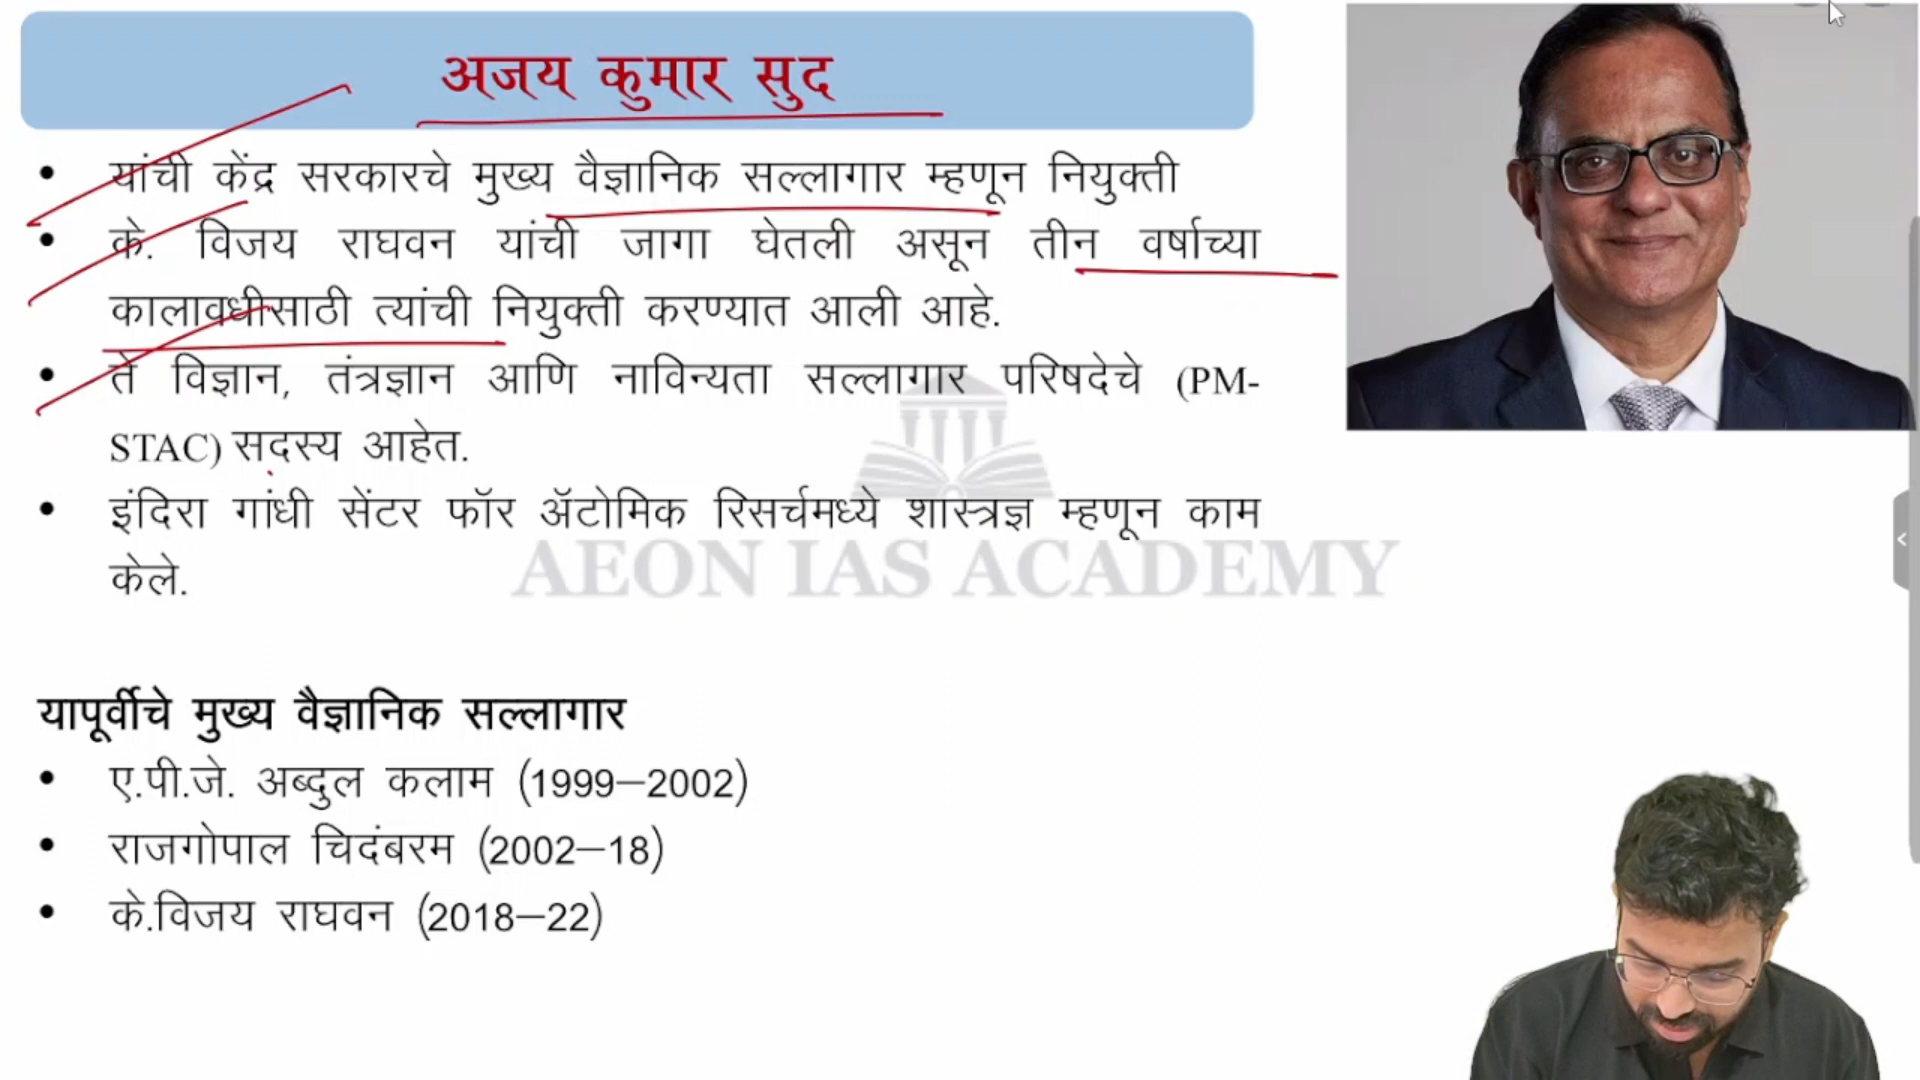 अजय कुमार सुद
• यांची केंद्र सरकारचे मुख्य वैज्ञानिक सल्लागार म्हणून नियुक्ती
• के. विजय राघवन यांची जागा घेतली असून तीन वर्षाच्या
कालावधीसाठी त्यांची नियुक्ती करण्यात आली आहे.
• ते विज्ञान, तंत्रज्ञान आणि नाविन्यता सल्लागार परिषदेचे (PM-
STAC) सदस्य आहेत.
• इंदिरा गांधी सेंटर फॉर ॲटोमिक रिसर्चमध्ये शास्त्रज्ञ म्हणून काम
केले.
AEON IAS ACADEMY
यापूर्वीचे मुख्य वैज्ञानिक सल्लागार
• ए.पी.जे. अब्दुल कलाम (1999–2002)
• राजगोपाल चिदंबरम (2002–18)
• के.विजय राघवन (2018–22)